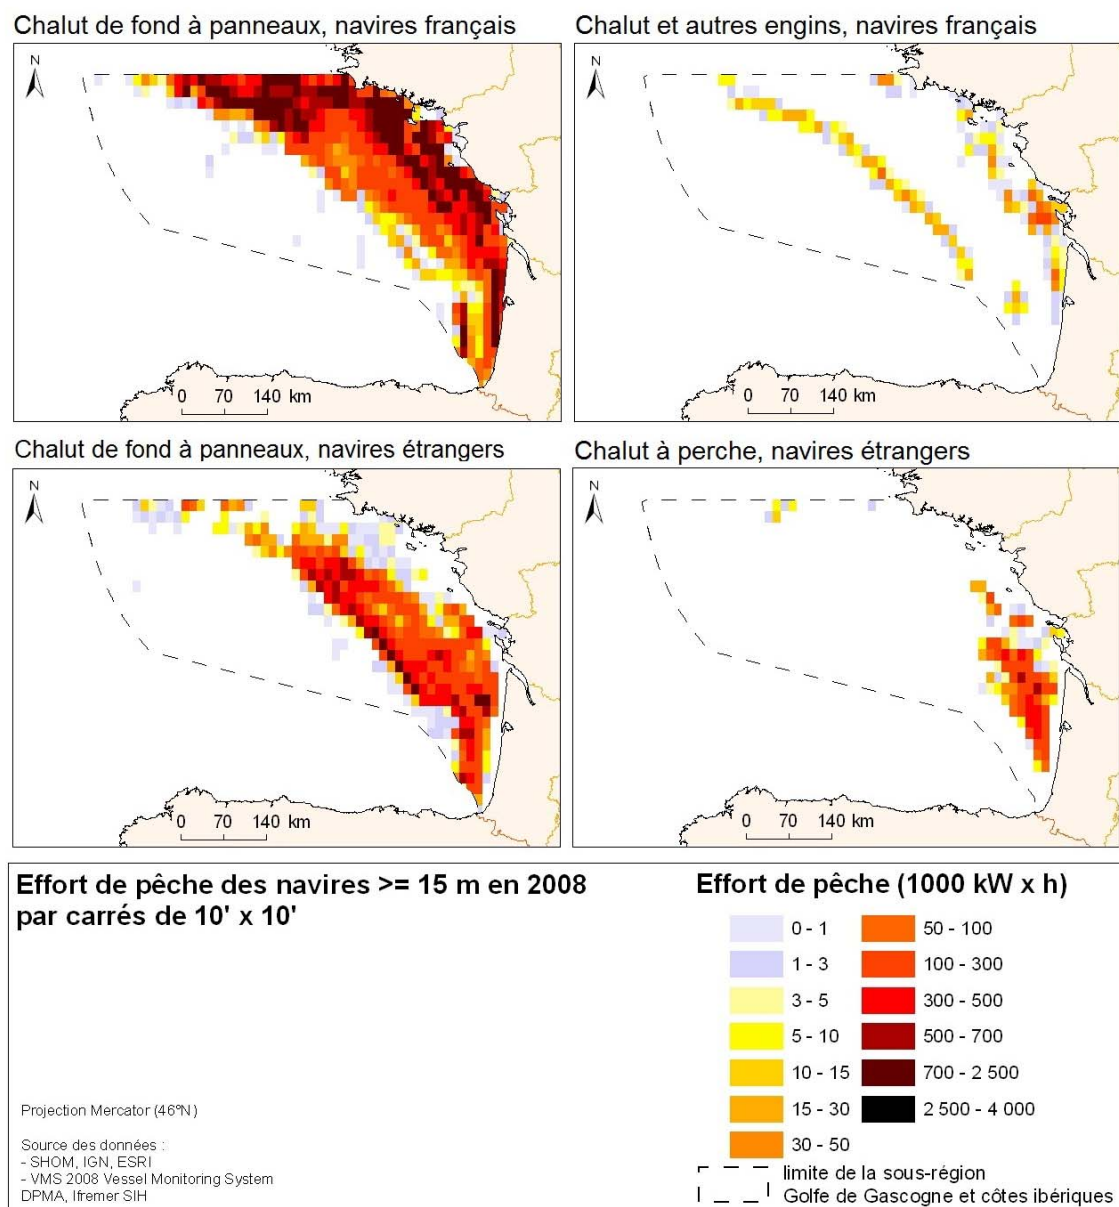 Chalut de fond à panneaux, navires français
Chalut et autres engins, navires français
N
0 70 140 km
N
0 70 140 km
Chalut de fond à panneaux, navires étrangers
Chalut à perche, navires étrangers
N
0 70 140 km
N
0 70 140 km
Effort de pêche des navires >= 15 m en 2008
par carrés de 10' x 10'
Projection Mercator (46°N)
Source des données :
- SHOM, IGN, ESRI
- VMS 2008 Vessel Monitoring System
DPMA, Ifremer SIH
Effort de pêche (1000 kW x h)
0 - 1
1 - 3
3 - 5
5 - 10
10 - 15
15 - 30
30 - 50
50 - 100
100 - 300
300 - 500
500 - 700
700 - 2 500
2 500 - 4 000
limite de la sous-région
Golfe de Gascogne et côtes ibériques